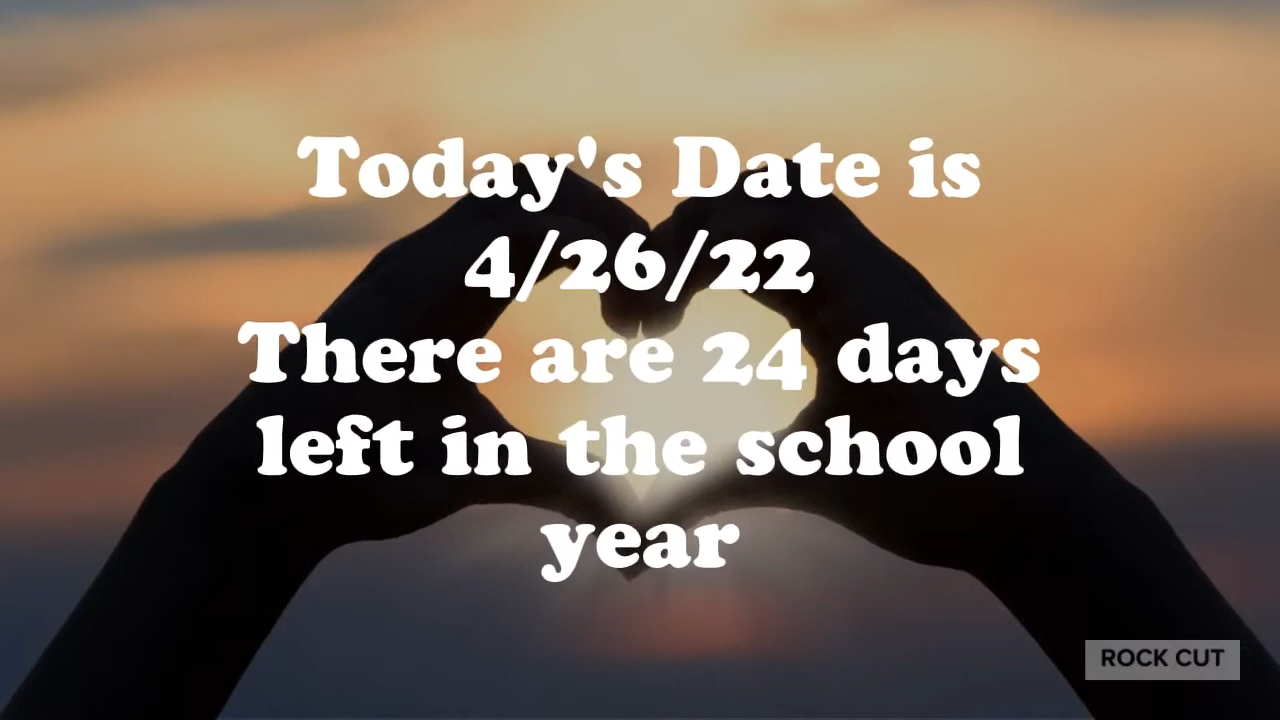 Today's Date is
4/26/22
There are 24 days
left in the school
year
ROCK CUT